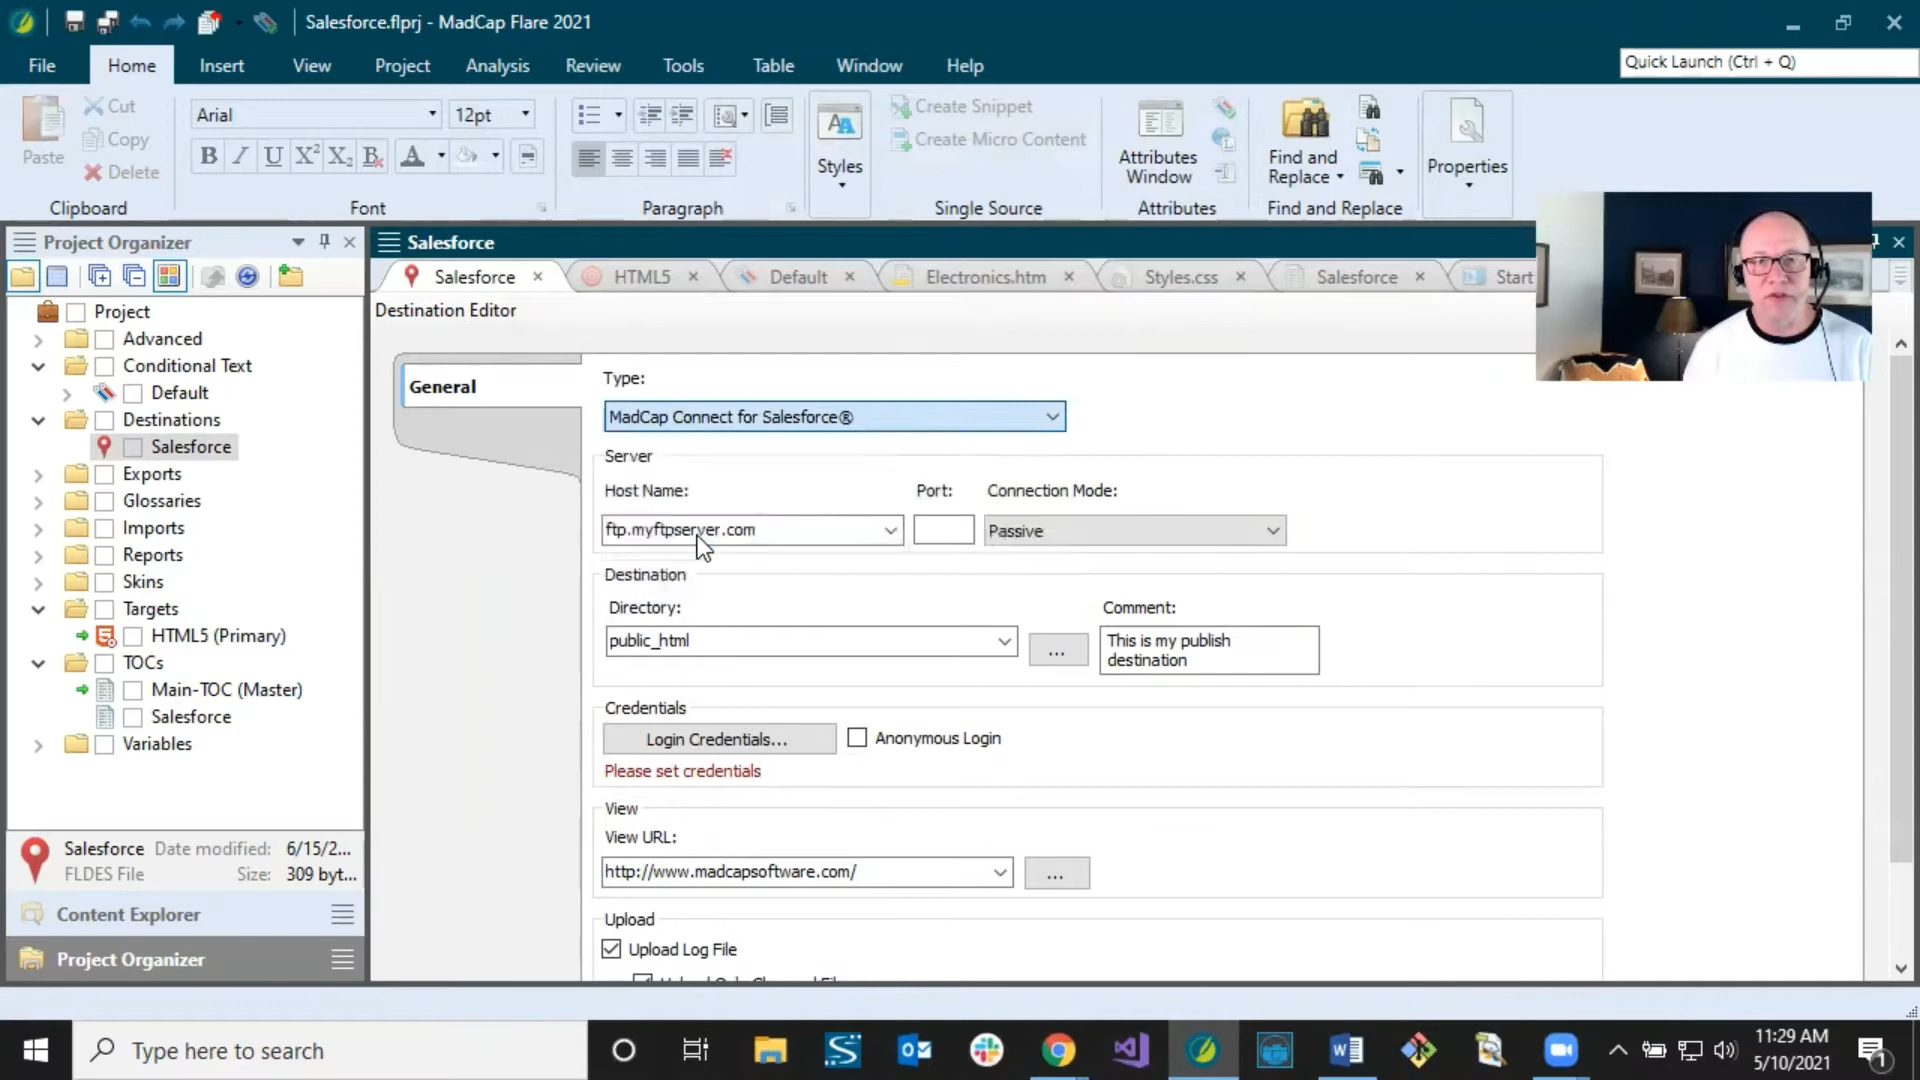 Salesforce.flprj - MadCap Flare 2021
File Home Insert View Project Analysis Review Tools Table Window Help
Quick Launch (Ctrl + Q)
Paste
Cut
Copy
Delete
Clipboard
Arial 12pt
B I U X² X₂ B
Font
Paragraph
Styles
Create Snippet
Create Micro Content
Single Source
Attributes
Window
Attributes
Find and
Replace
Find and Replace
Properties
Project Organizer
Project
Advanced
Conditional Text
Default
Destinations
Salesforce
Exports
Glossaries
Imports
Reports
Skins
Targets
HTML5 (Primary)
TOCs
Main-TOC (Master)
Salesforce
Variables
Salesforce Date modified: 6/15/2...
FLDES File Size: 309 byt...
Content Explorer
Project Organizer
Salesforce
Salesforce HTML5 Default Electronics.htm Styles.css Salesforce Start
Destination Editor
General
Type:
MadCap Connect for Salesforce®
Server
Host Name: Port: Connection Mode:
ftp.myftpserver.com Passive
Destination
Directory: Comment:
public_html ... This is my publish
destination
Credentials
Login Credentials... Anonymous Login
Please set credentials
View
View URL:
http://www.madcapsoftware.com/ ...
Upload
Upload Log File
Type here to search
11:29 AM
5/10/2021
1